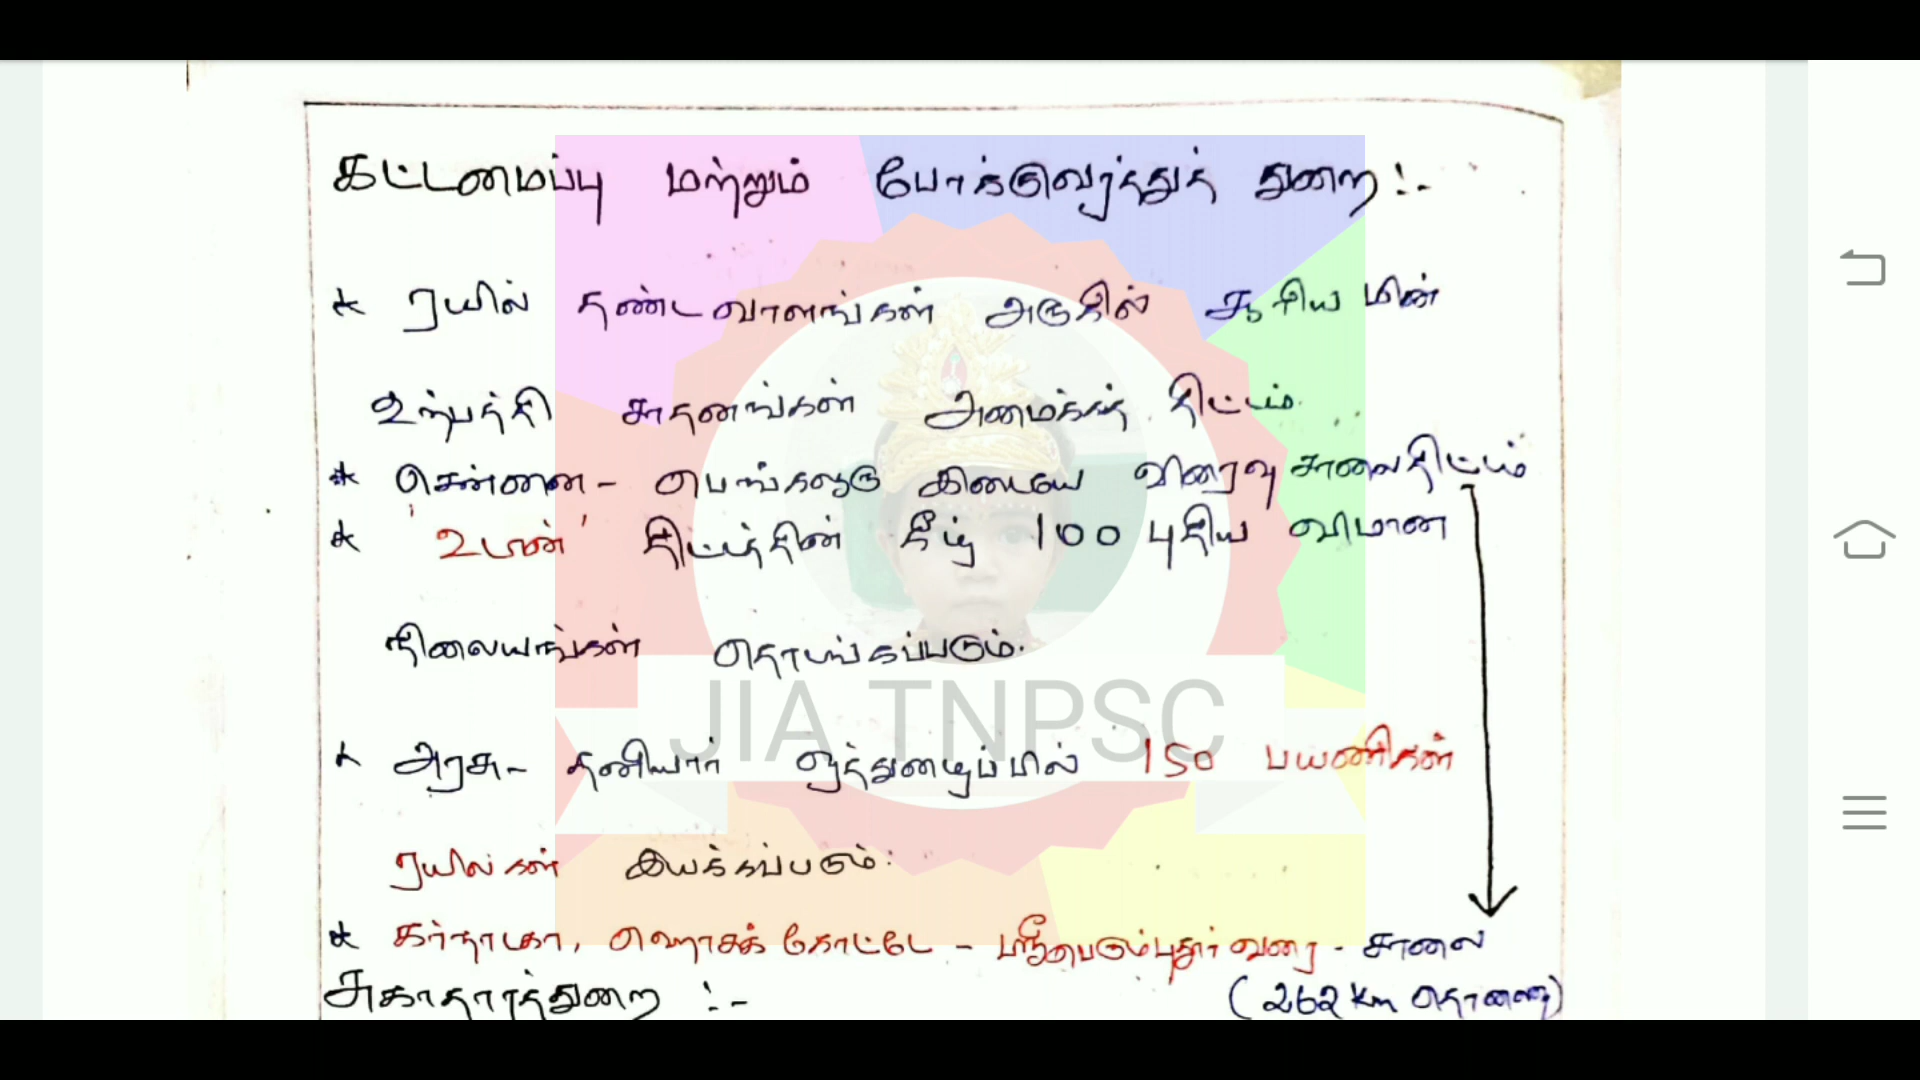 கட்டமைப்பு மற்றும் போக்குவரத்துத் துறை :-
* ரயில் தண்டவாளங்கள் அருகில் சூரிய மின்
உற்பத்தி சாதனங்கள் அமைக்கத் திட்டம்.
* சென்னை - பெங்களூரு இடையே விரைவு சாலை திட்டம்
* 'உடான்' திட்டத்தின் கீழ் 100 புதிய விமான
நிலையங்கள் தொடங்கப்படும்.
JIA TNPSC
* அரசு - தனியார் ஒத்துழைப்பில் 150 பயணிகள்
ரயில்கள் இயக்கப்படும்.
* கர்நாடகா, ஹொசக்கோட்டே - ஸ்ரீபெரும்புதூர் வரை - சாலை
சுகாதாரத்துறை :-
(262 km தொலைவு)